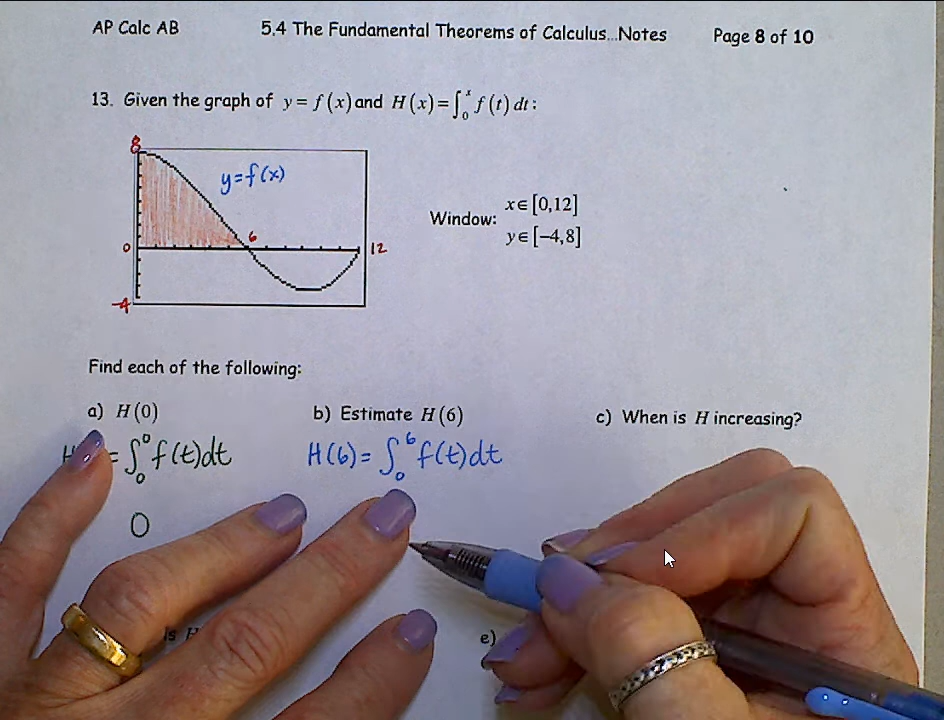 AP Calc AB 5.4 The Fundamental Theorems of Calculus...Notes Page 8 of 10
13. Given the graph of y = f(x) and H(x) = ∫₀ˣ f(t) dt :
8
y=f(x)
Window: x∈[0,12]
y∈[−4,8]
0 6 12
-4
Find each of the following:
a) H(0) b) Estimate H(6) c) When is H increasing?
H = ∫₀⁰ f(t)dt H(6) = ∫₀⁶ f(t)dt
0
is H e)